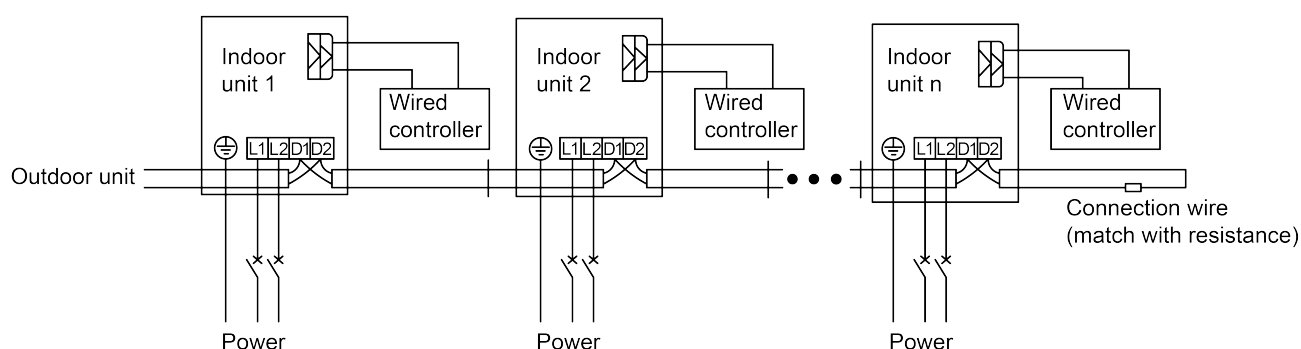 Indoor
unit 1
Wired
controller
L1 L2 D1 D2
Power
Indoor
unit 2
Wired
controller
L1 L2 D1 D2
Power
Indoor
unit n
Wired
controller
L1 L2 D1 D2
Power
Outdoor unit
Connection wire
(match with resistance)